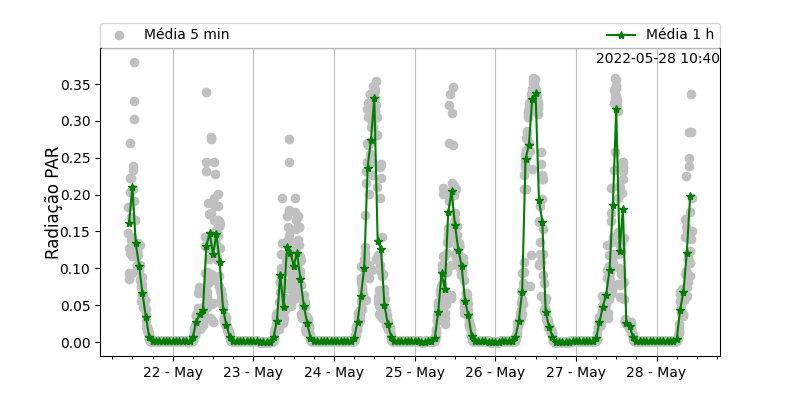 Média 5 min
Média 1 h
2022-05-28 10:40
Radiação PAR
0.35
0.30
0.25
0.20
0.15
0.10
0.05
0.00
22 - May
23 - May
24 - May
25 - May
26 - May
27 - May
28 - May